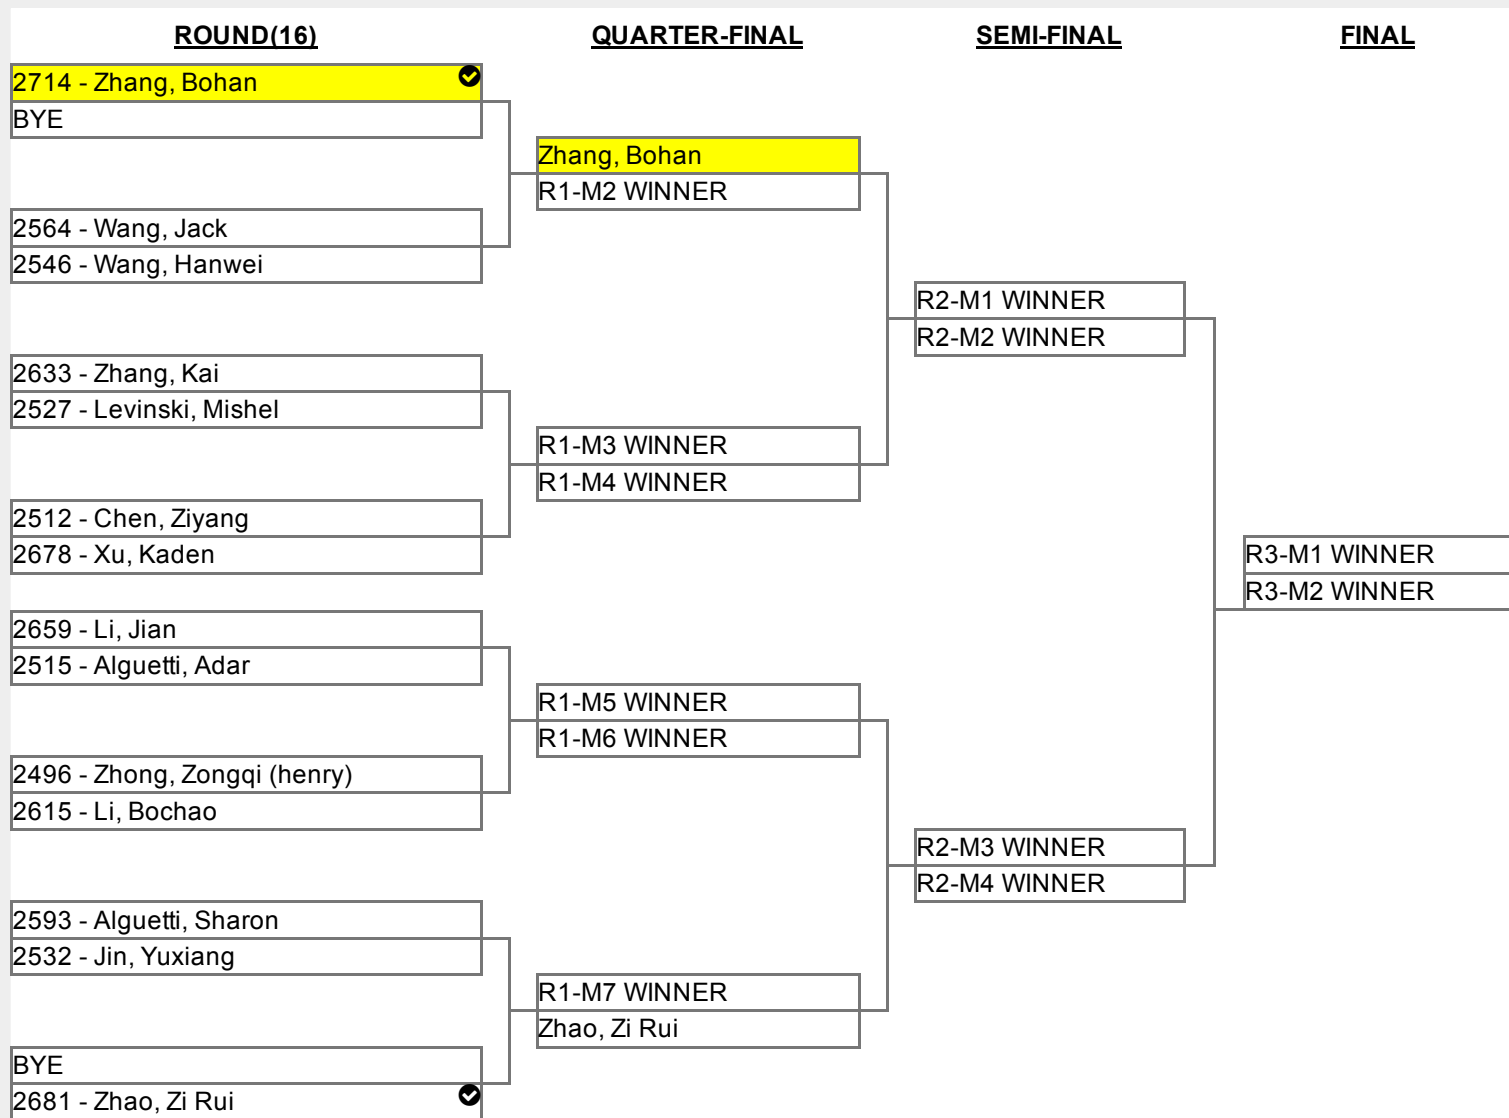 ROUND(16)
QUARTER-FINAL
SEMI-FINAL
FINAL
2714 - Zhang, Bohan
BYE
2564 - Wang, Jack
2546 - Wang, Hanwei
2633 - Zhang, Kai
2527 - Levinski, Mishel
2512 - Chen, Ziyang
2678 - Xu, Kaden
2659 - Li, Jian
2515 - Alguetti, Adar
2496 - Zhong, Zongqi (henry)
2615 - Li, Bochao
2593 - Alguetti, Sharon
2532 - Jin, Yuxiang
BYE
2681 - Zhao, Zi Rui
Zhang, Bohan
R1-M2 WINNER
R1-M3 WINNER
R1-M4 WINNER
R1-M5 WINNER
R1-M6 WINNER
R1-M7 WINNER
Zhao, Zi Rui
R2-M1 WINNER
R2-M2 WINNER
R2-M3 WINNER
R2-M4 WINNER
R3-M1 WINNER
R3-M2 WINNER